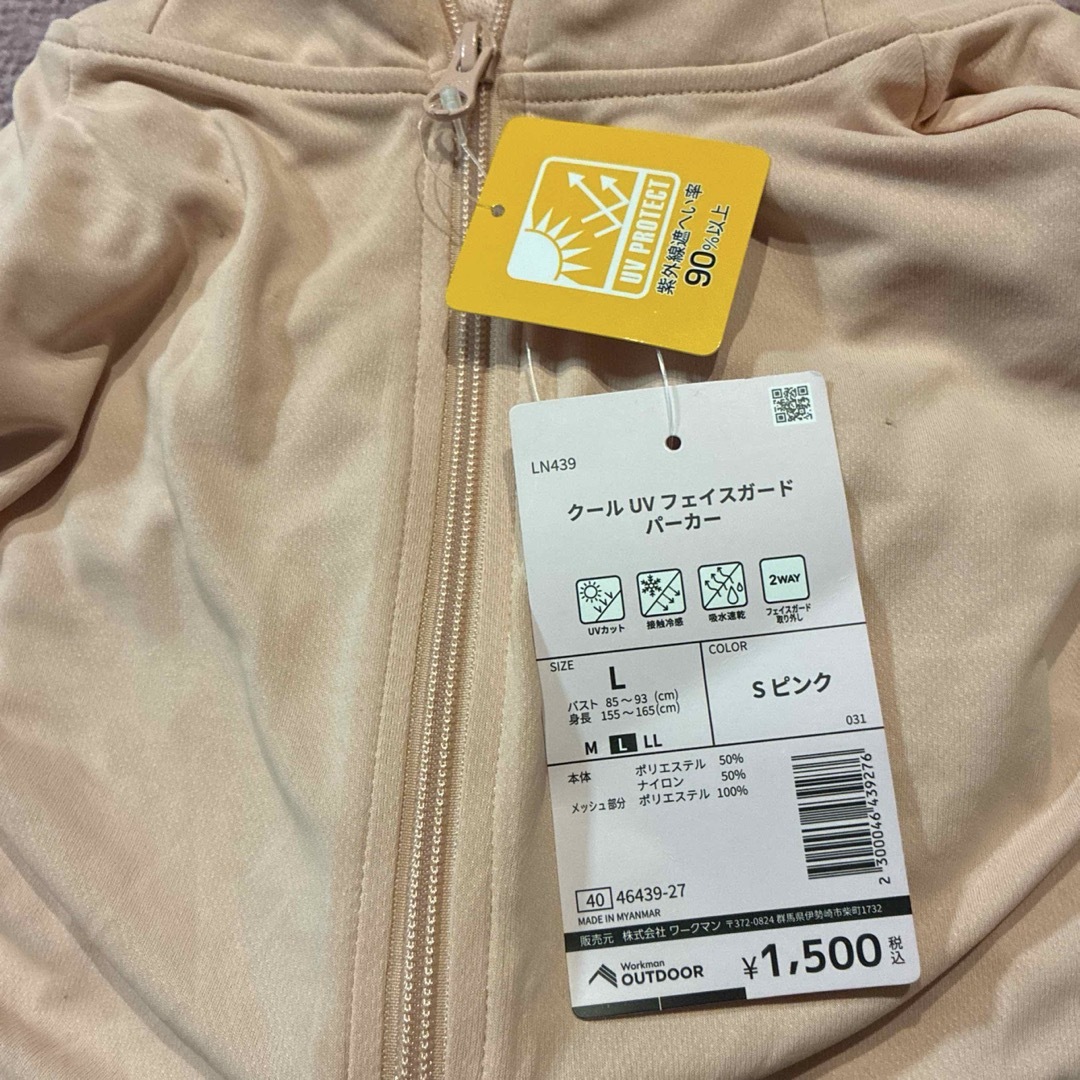 UV PROTECT
紫外線遮へい率
90%以上
LN439
クール UV フェイスガード
パーカー
UVカット
接触冷感
吸水速乾
2WAY
フェイスガード
取り外し
SIZE
L
バスト 85～93 (cm)
身長 155～165(cm)
M L LL
COLOR
S ピンク
031
本体 ポリエステル 50%
ナイロン 50%
メッシュ部分 ポリエステル 100%
2 300046 439276
40 46439-27
MADE IN MYANMAR
販売元 株式会社 ワークマン 〒372-0824 群馬県伊勢崎市柴町1732
Workman
OUTDOOR
¥1,500 税込